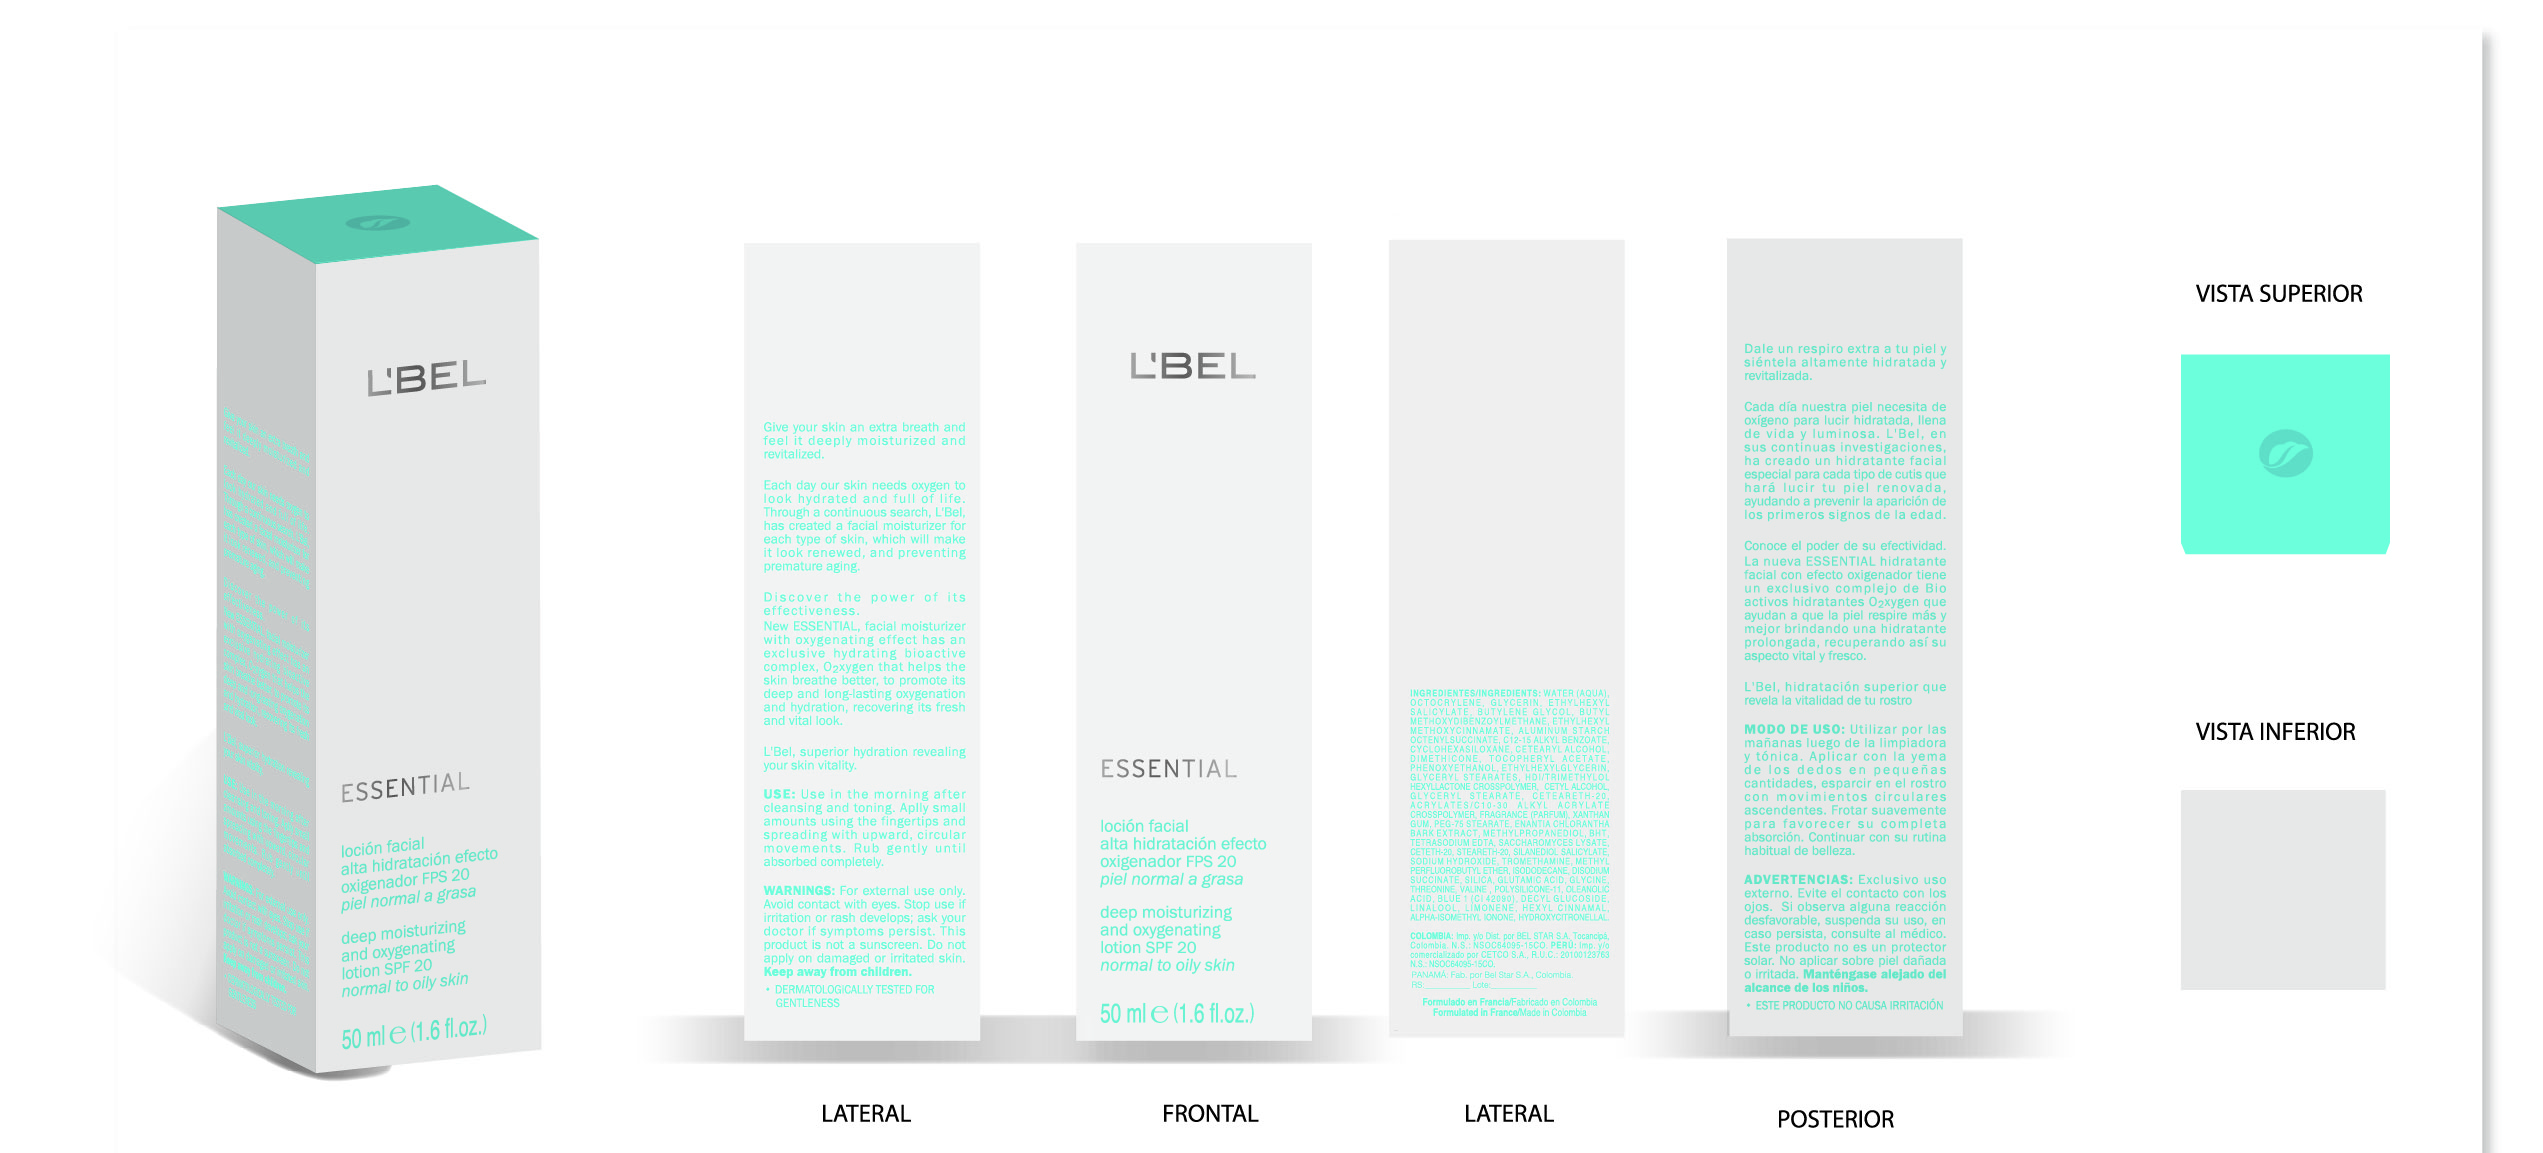 L'BEL
ESSENTIAL
loción facial
alta hidratación efecto
oxigenador FPS 20
piel normal a grasa
deep moisturizing
and oxygenating
lotion SPF 20
normal to oily skin
50 ml e (1.6 fl.oz.)
Give your skin an extra breath and
feel it deeply moisturized and
revitalized.
Each day our skin needs oxygen to
look hydrated and full of life.
Through a continuous search, L'Bel,
has created a facial moisturizer for
each type of skin, which will make
it look renewed, and preventing
premature aging.
Discover the power of its
effectiveness.
New ESSENTIAL, facial moisturizer
with oxygenating effect has an
exclusive hydrating bioactive
complex, O₂xygen that helps the
skin breathe better, to promote its
deep and long-lasting oxygenation
and hydration, recovering its fresh
and vital look.
L'Bel, superior hydration revealing
your skin vitality.
USE: Use in the morning after
cleansing and toning. Aplly small
amounts using the fingertips and
spreading with upward, circular
movements. Rub gently until
absorbed completely.
WARNINGS: For external use only.
Avoid contact with eyes. Stop use if
irritation or rash develops; ask your
doctor if symptoms persist. This
product is not a sunscreen. Do not
apply on damaged or irritated skin.
Keep away from children.
• DERMATOLOGICALLY TESTED FOR
GENTLENESS
LATERAL
L'BEL
ESSENTIAL
loción facial
alta hidratación efecto
oxigenador FPS 20
piel normal a grasa
deep moisturizing
and oxygenating
lotion SPF 20
normal to oily skin
50 ml e (1.6 fl.oz.)
FRONTAL
INGREDIENTES/INGREDIENTS: WATER (AQUA),
OCTOCRYLENE, GLYCERIN, ETHYLHEXYL
SALICYLATE, BUTYLENE GLYCOL, BUTYL
METHOXYDIBENZOYLMETHANE, ETHYLHEXYL
METHOXYCINNAMATE, ALUMINUM STARCH
OCTENYLSUCCINATE, C12-15 ALKYL BENZOATE,
CYCLOHEXASILOXANE, CETEARYL ALCOHOL,
DIMETHICONE, TOCOPHERYL ACETATE,
PHENOXYETHANOL, ETHYLHEXYLGLYCERIN,
GLYCERYL STEARATES, HDI/TRIMETHYLOL
HEXYLLACTONE CROSSPOLYMER, CETYL ALCOHOL,
GLYCERYL STEARATE, CETEARETH-20,
ACRYLATES/C10-30 ALKYL ACRYLATE
CROSSPOLYMER, FRAGRANCE (PARFUM), XANTHAN
GUM, PEG-75 STEARATE, ENANTIA CHLORANTHA
BARK EXTRACT, METHYLPROPANEDIOL, BHT,
TETRASODIUM EDTA, SACCHAROMYCES LYSATE,
CETETH-20, STEARETH-20, SILANEDIOL SALICYLATE,
SODIUM HYDROXIDE, TROMETHAMINE, METHYL
PERFLUOROBUTYL ETHER, ISODODECANE, DISODIUM
SUCCINATE, SILICA, GLUTAMIC ACID, GLYCINE,
THREONINE, VALINE , POLYSILICONE-11, OLEANOLIC
ACID, BLUE 1 (CI 42090), DECYL GLUCOSIDE,
LINALOOL, LIMONENE, HEXYL CINNAMAL,
ALPHA-ISOMETHYL IONONE, HYDROXYCITRONELLAL.
COLOMBIA: Imp. y/o Dist. por BEL STAR S.A, Tocancipá,
Colombia. N.S.: NSOC64095-15CO. PERÚ: Imp. y/o
comercializado por CETCO S.A., R.U.C.: 20100123763
N.S.: NSOC64095-15CO.
PANAMÁ: Fab. por Bel Star S.A., Colombia.
RS:__________ Lote:__________
Formulado en Francia/Fabricado en Colombia
Formulated in France/Made in Colombia
LATERAL
Dale un respiro extra a tu piel y
siéntela altamente hidratada y
revitalizada.
Cada día nuestra piel necesita de
oxígeno para lucir hidratada, llena
de vida y luminosa. L'Bel, en
sus continuas investigaciones,
ha creado un hidratante facial
especial para cada tipo de cutis que
hará lucir tu piel renovada,
ayudando a prevenir la aparición de
los primeros signos de la edad.
Conoce el poder de su efectividad.
La nueva ESSENTIAL hidratante
facial con efecto oxigenador tiene
un exclusivo complejo de Bio
activos hidratantes O₂xygen que
ayudan a que la piel respire más y
mejor brindando una hidratante
prolongada, recuperando así su
aspecto vital y fresco.
L'Bel, hidratación superior que
revela la vitalidad de tu rostro
MODO DE USO: Utilizar por las
mañanas luego de la limpiadora
y tónica. Aplicar con la yema
de los dedos en pequeñas
cantidades, esparcir en el rostro
con movimientos circulares
ascendentes. Frotar suavemente
para favorecer su completa
absorción. Continuar con su rutina
habitual de belleza.
ADVERTENCIAS: Exclusivo uso
externo. Evite el contacto con los
ojos. Si observa alguna reacción
desfavorable, suspenda su uso, en
caso persista, consulte al médico.
Este producto no es un protector
solar. No aplicar sobre piel dañada
o irritada. Manténgase alejado del
alcance de los niños.
• ESTE PRODUCTO NO CAUSA IRRITACIÓN
POSTERIOR
VISTA SUPERIOR
VISTA INFERIOR